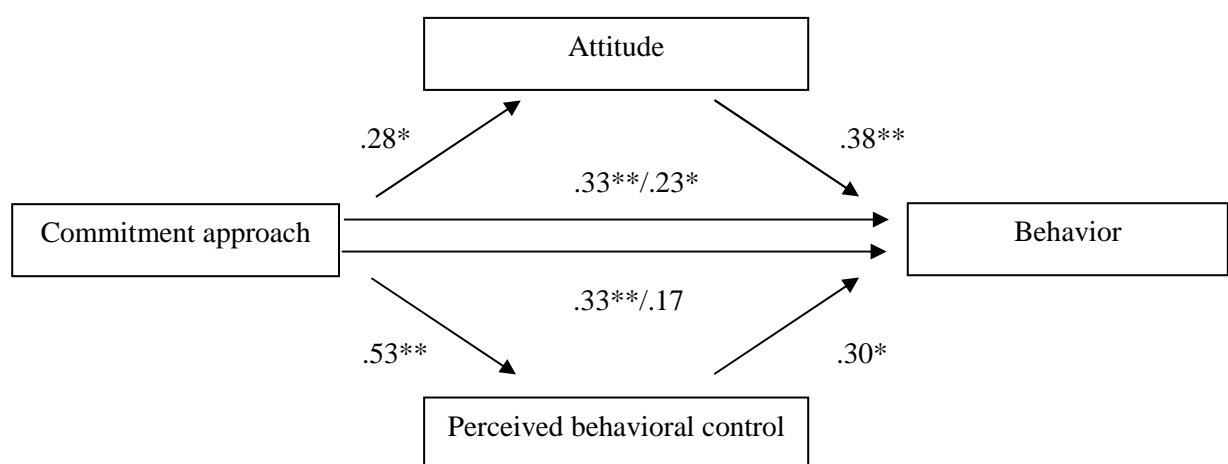 Attitude
.28*
.38**
.33**/.23*
Commitment approach
Behavior
.33**/.17
.53**
.30*
Perceived behavioral control